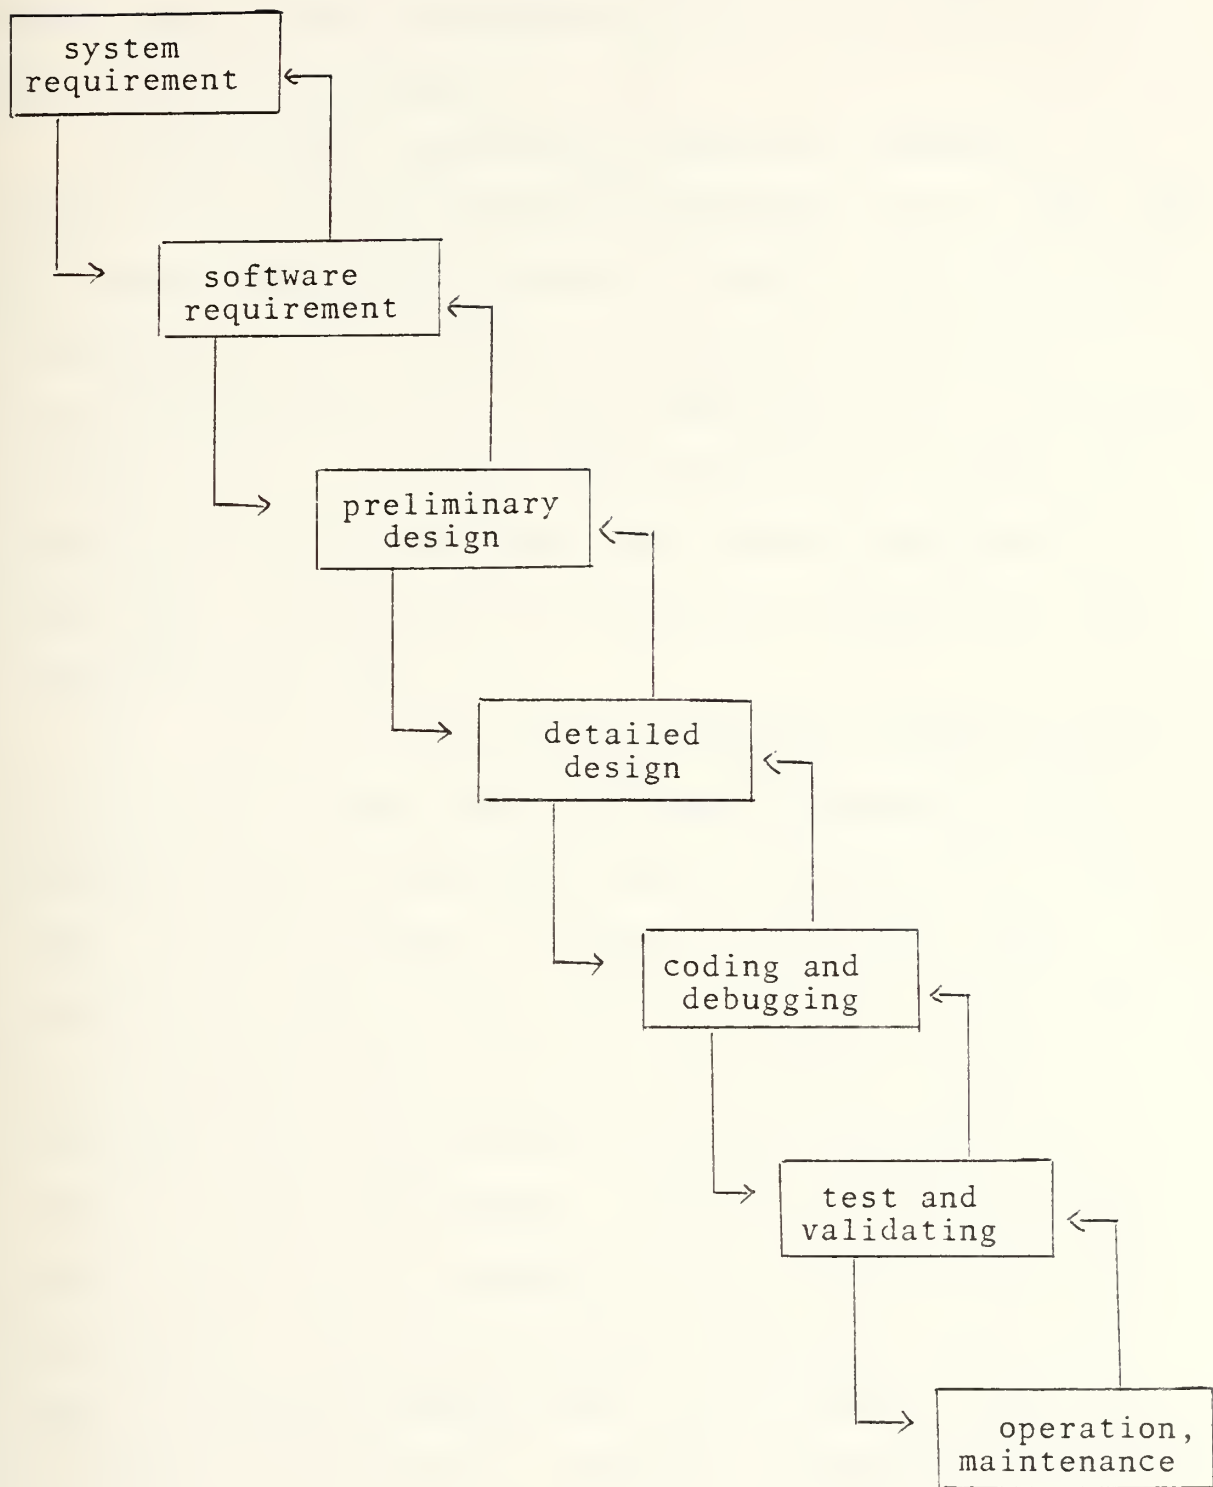 system
requirement
software
requirement
preliminary
design
detailed
design
coding and
debugging
test and
validating
operation,
maintenance